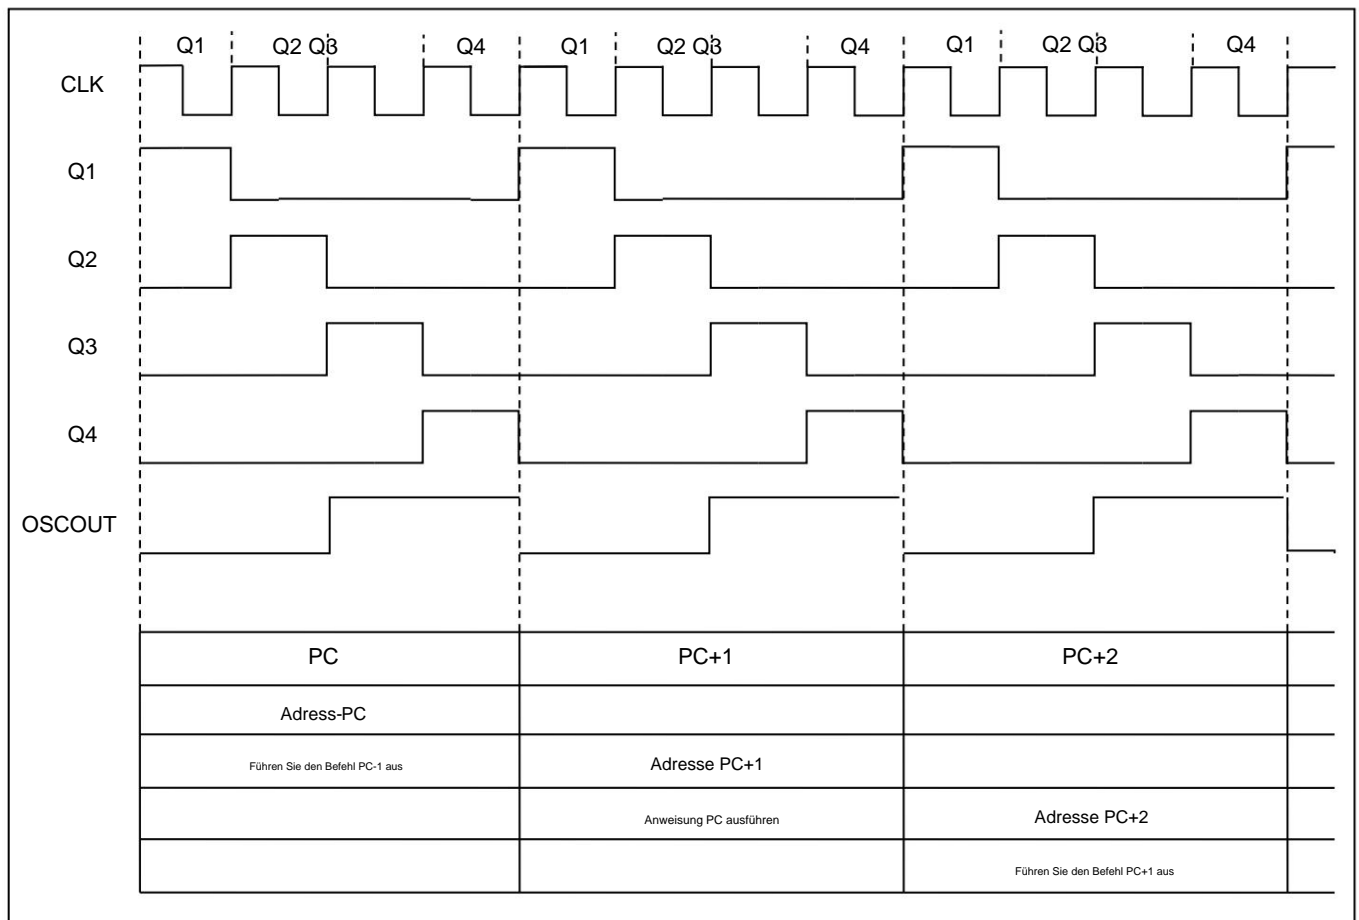 Q1 Q2 Q3 Q4 Q1 Q2 Q3 Q4 Q1 Q2 Q3 Q4
CLK
Q1
Q2
Q3
Q4
OSCOUT
PC PC+1 PC+2
Adress-PC
Führen Sie den Befehl PC-1 aus Adresse PC+1
Anweisung PC ausführen Adresse PC+2
Führen Sie den Befehl PC+1 aus